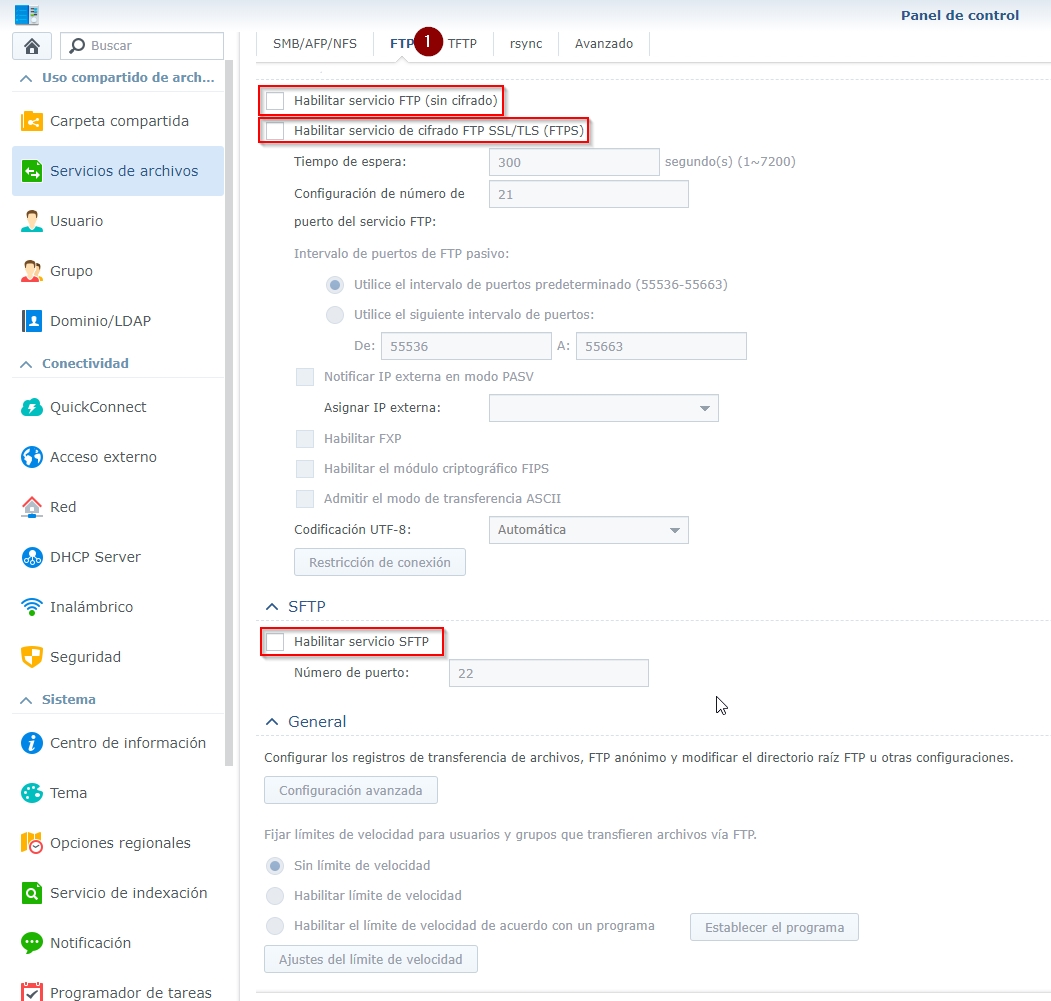 Panel de control
Buscar
Uso compartido de arch...
Carpeta compartida
Servicios de archivos
Usuario
Grupo
Dominio/LDAP
Conectividad
QuickConnect
Acceso externo
Red
DHCP Server
Inalámbrico
Seguridad
Sistema
Centro de información
Tema
Opciones regionales
Servicio de indexación
Notificación
Programador de tareas
SMB/AFP/NFS
FTP
1
TFTP
rsync
Avanzado
Habilitar servicio FTP (sin cifrado)
Habilitar servicio de cifrado FTP SSL/TLS (FTPS)
Tiempo de espera: 300 segundo(s) (1~7200)
Configuración de número de 21
puerto del servicio FTP:
Intervalo de puertos de FTP pasivo:
Utilice el intervalo de puertos predeterminado (55536-55663)
Utilice el siguiente intervalo de puertos:
De: 55536 A: 55663
Notificar IP externa en modo PASV
Asignar IP externa:
Habilitar FXP
Habilitar el módulo criptográfico FIPS
Admitir el modo de transferencia ASCII
Codificación UTF-8: Automática
Restricción de conexión
SFTP
Habilitar servicio SFTP
Número de puerto: 22
General
Configurar los registros de transferencia de archivos, FTP anónimo y modificar el directorio raíz FTP u otras configuraciones.
Configuración avanzada
Fijar límites de velocidad para usuarios y grupos que transfieren archivos vía FTP.
Sin límite de velocidad
Habilitar límite de velocidad
Habilitar el límite de velocidad de acuerdo con un programa Establecer el programa
Ajustes del límite de velocidad